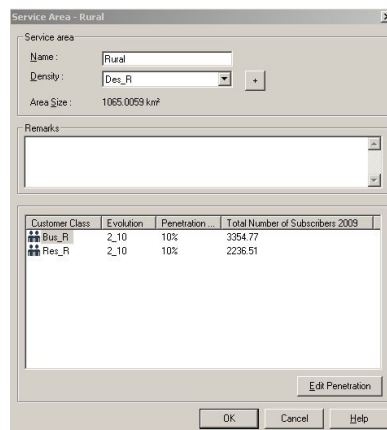 Service Area - Rural
Service area
Name :
Rural
Density :
Des_R
+
Area Size :
1065.0059 km²
Remarks
Customer Class Evolution Penetration ... Total Number of Subscribers 2009
Bus_R 2_10 10% 3354.77
Res_R 2_10 10% 2236.51
Edit Penetration
OK Cancel Help